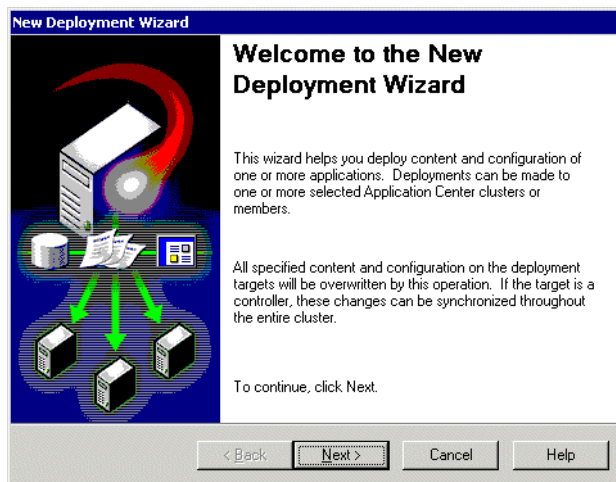 New Deployment Wizard
Welcome to the New
Deployment Wizard
This wizard helps you deploy content and configuration of
one or more applications. Deployments can be made to
one or more selected Application Center clusters or
members.
All specified content and configuration on the deployment
targets will be overwritten by this operation. If the target is a
controller, these changes can be synchronized throughout
the entire cluster.
To continue, click Next.
< Back
Next >
Cancel
Help